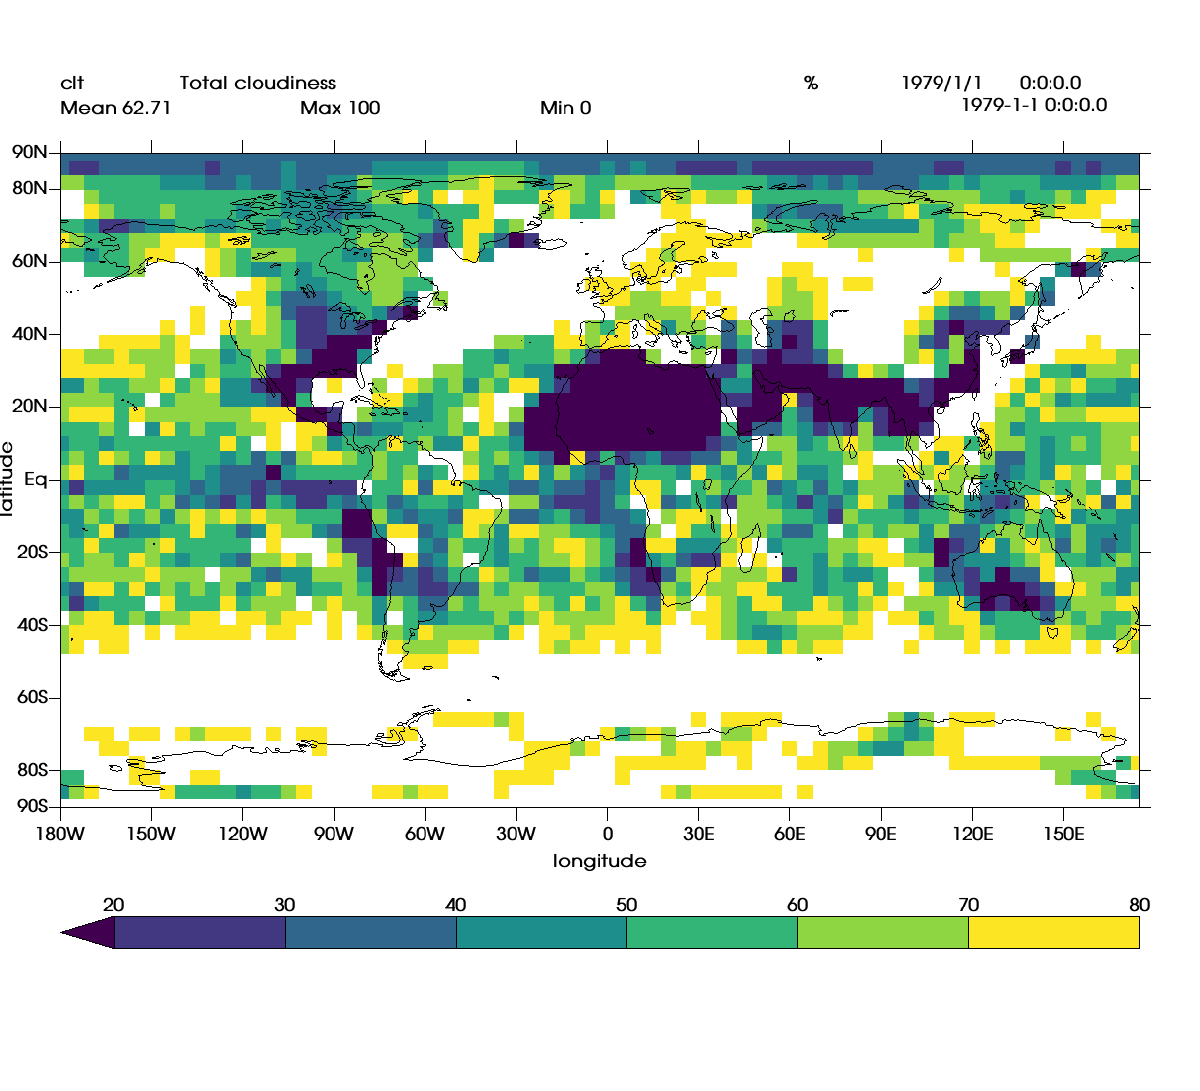 clt Total cloudiness % 1979/1/1 0:0:0.0
Mean 62.71 Max 100 Min 0 1979-1-1 0:0:0.0
90N
80N
60N
40N
20N
Eq
20S
40S
60S
80S
90S
latitude
180W 150W 120W 90W 60W 30W 0 30E 60E 90E 120E 150E
longitude
20 30 40 50 60 70 80